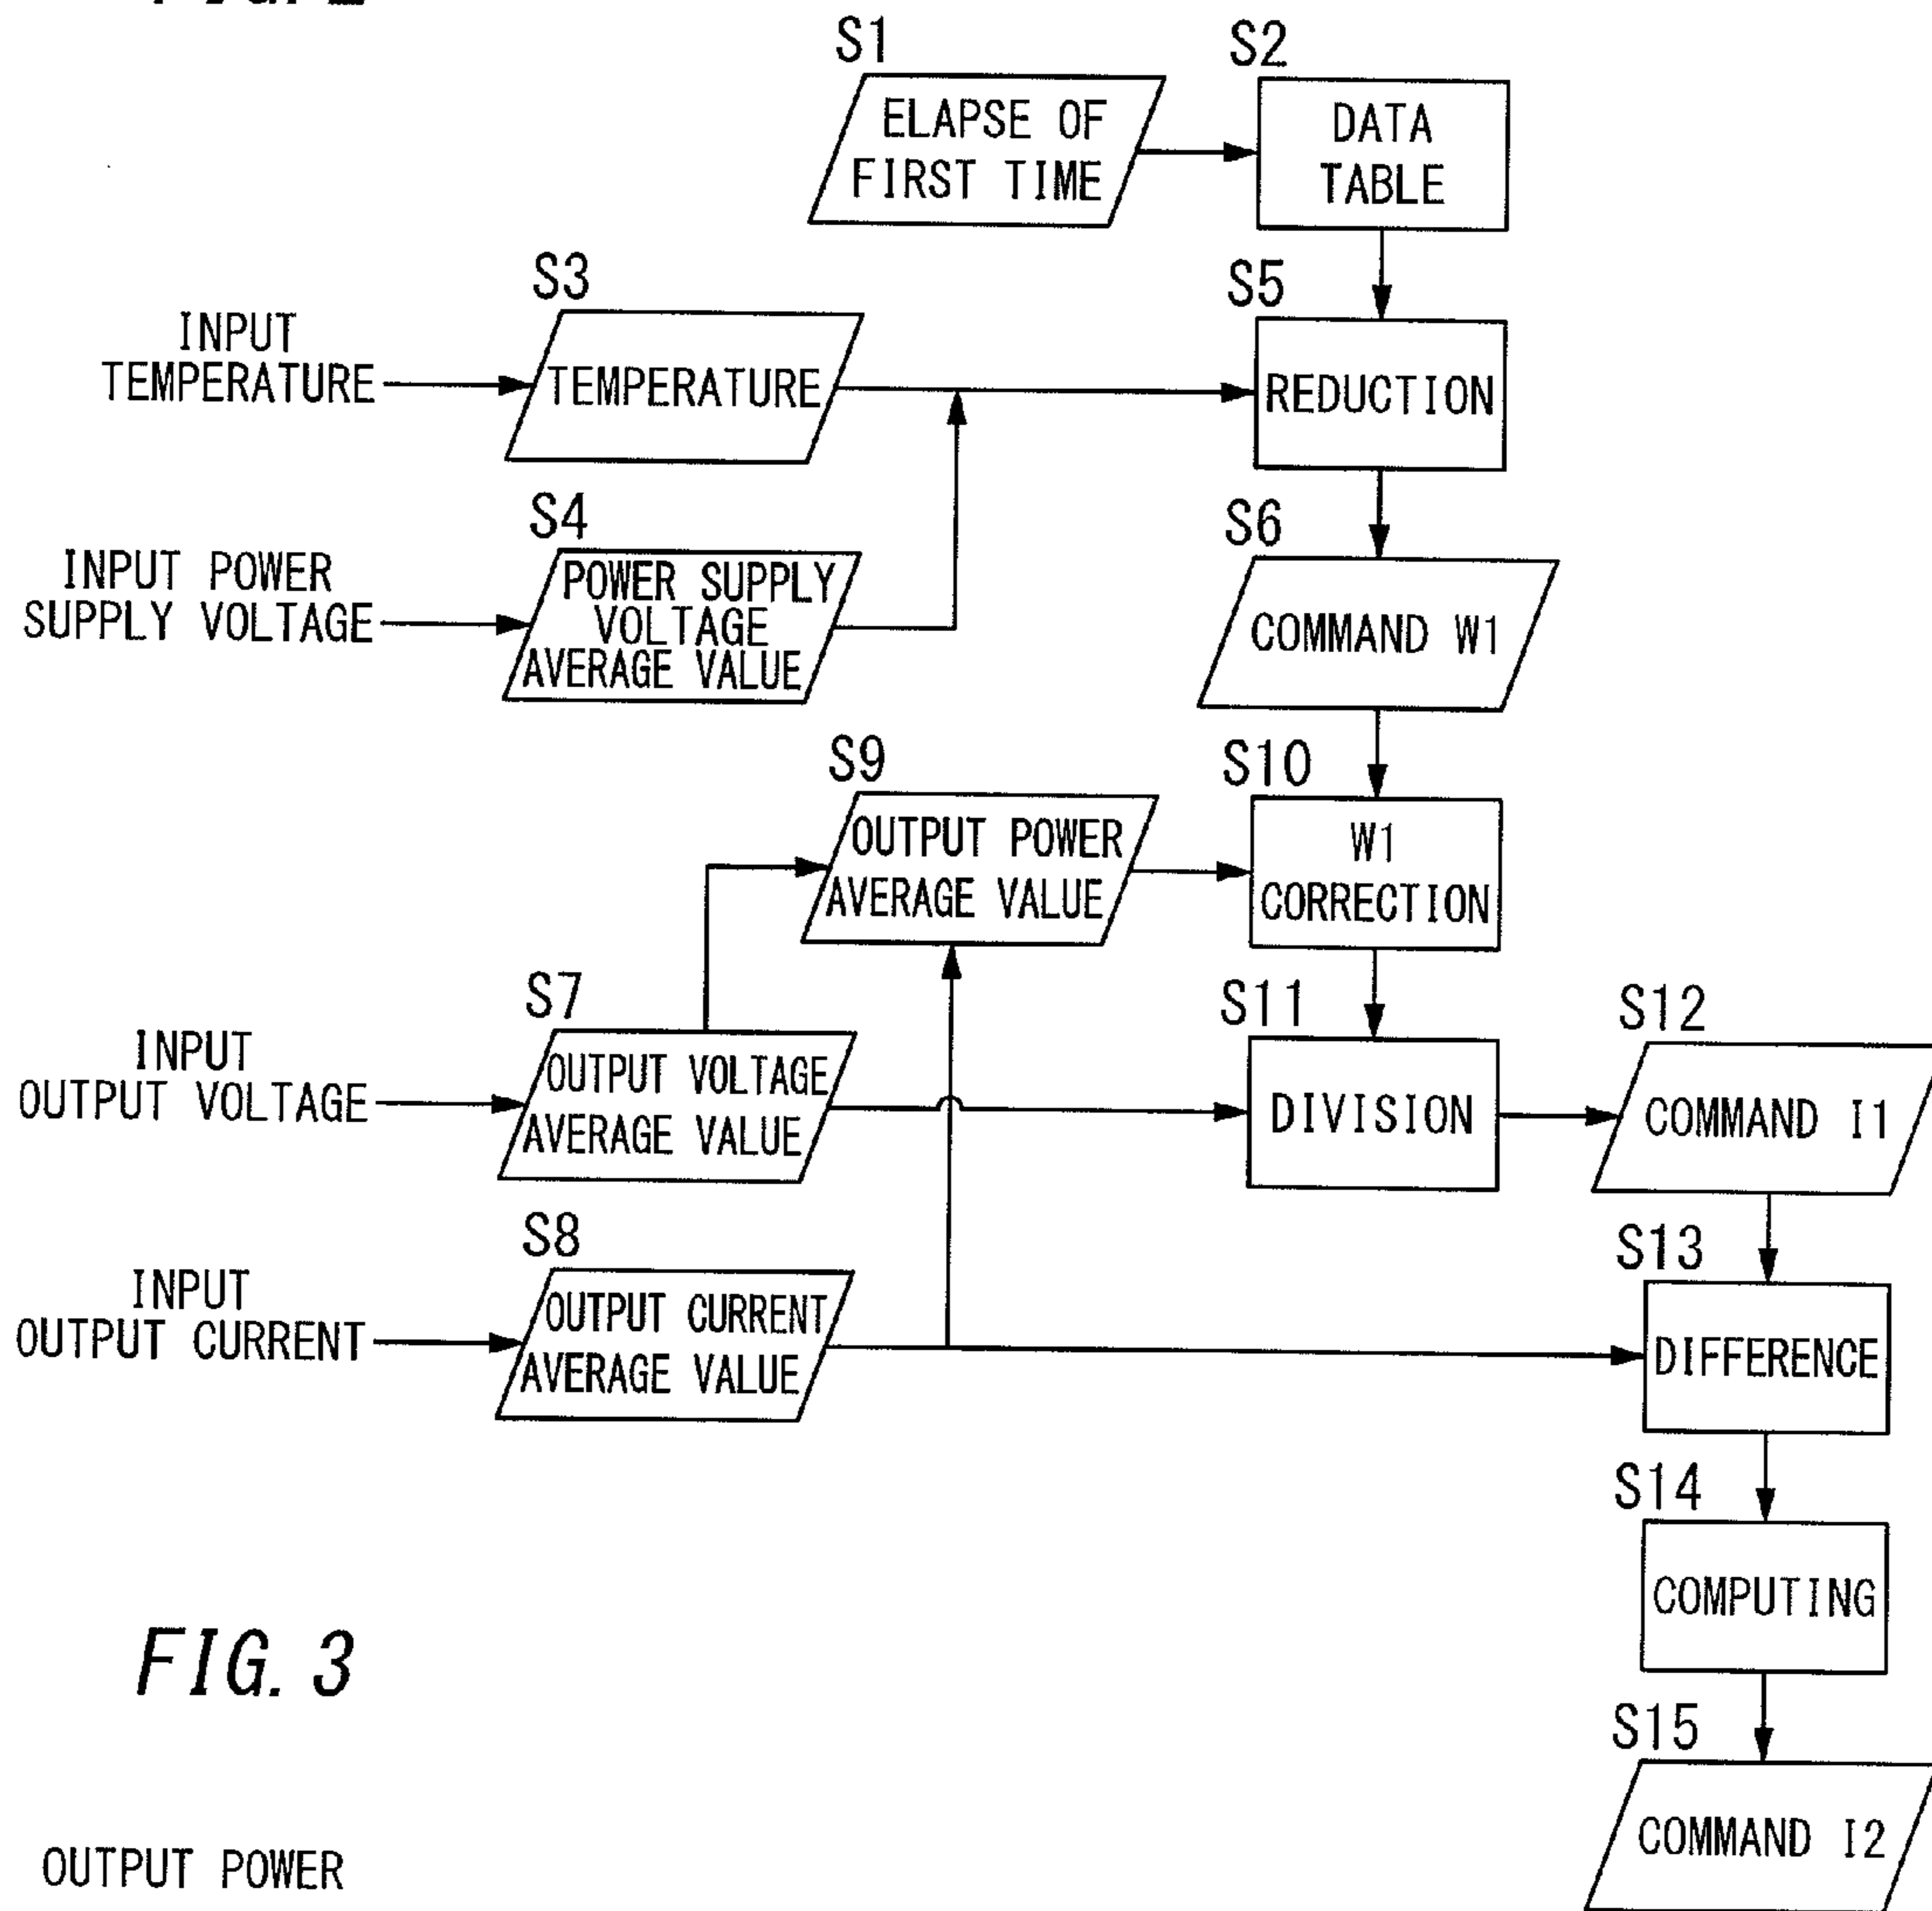 S1
ELAPSE OF
FIRST TIME
S2
DATA
TABLE
INPUT
TEMPERATURE
S3
TEMPERATURE
S5
REDUCTION
INPUT POWER
SUPPLY VOLTAGE
S4
POWER SUPPLY
VOLTAGE
AVERAGE VALUE
S6
COMMAND W1
S9
OUTPUT POWER
AVERAGE VALUE
S10
W1
CORRECTION
INPUT
OUTPUT VOLTAGE
S7
OUTPUT VOLTAGE
AVERAGE VALUE
S11
DIVISION
S12
COMMAND I1
INPUT
OUTPUT CURRENT
S8
OUTPUT CURRENT
AVERAGE VALUE
S13
DIFFERENCE
S14
COMPUTING
FIG. 3
S15
COMMAND I2
OUTPUT POWER